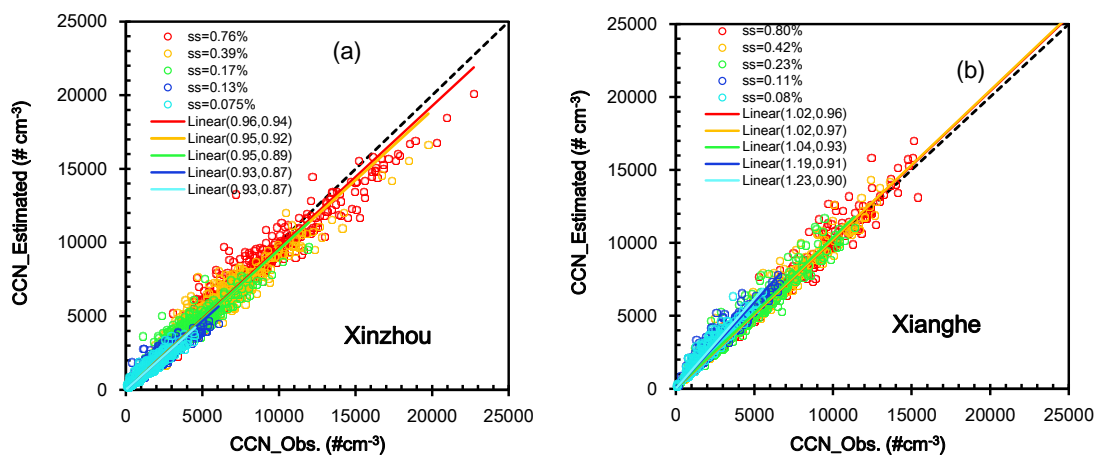 25000
20000
15000
10000
5000
0
CCN_Estimated (# cm-3)
ss=0.76%
ss=0.39%
ss=0.17%
ss=0.13%
ss=0.075%
Linear(0.96,0.94)
Linear(0.95,0.92)
Linear(0.95,0.89)
Linear(0.93,0.87)
Linear(0.93,0.87)
(a)
Xinzhou
0 5000 10000 15000 20000 25000
CCN_Obs. (#cm-3)
25000
20000
15000
10000
5000
0
CCN_Estimated (# cm-3)
ss=0.80%
ss=0.42%
ss=0.23%
ss=0.11%
ss=0.08%
Linear(1.02,0.96)
Linear(1.02,0.97)
Linear(1.04,0.93)
Linear(1.19,0.91)
Linear(1.23,0.90)
(b)
Xianghe
0 5000 10000 15000 20000 25000
CCN_Obs. (#cm-3)